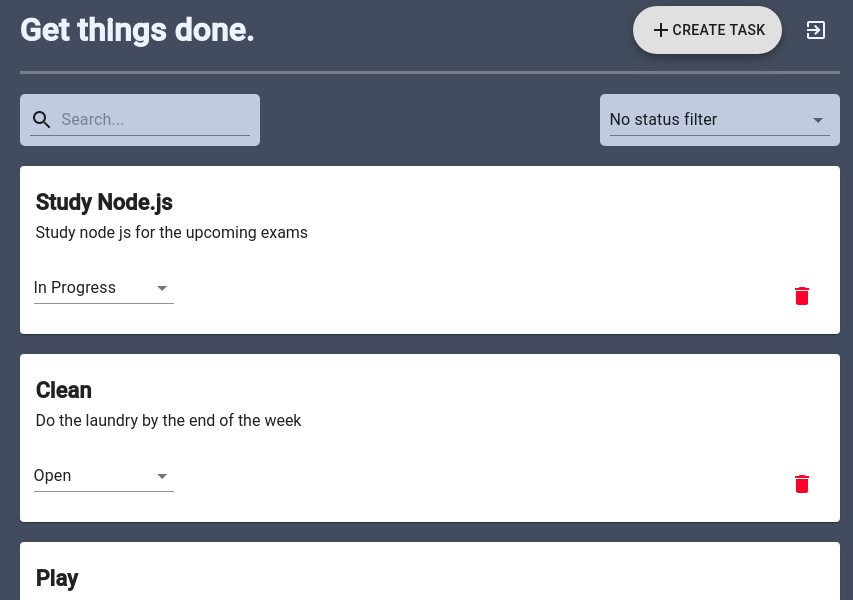 Get things done.
CREATE TASK
Search...
No status filter
Study Node.js
Study node js for the upcoming exams
In Progress
Clean
Do the laundry by the end of the week
Open
Play